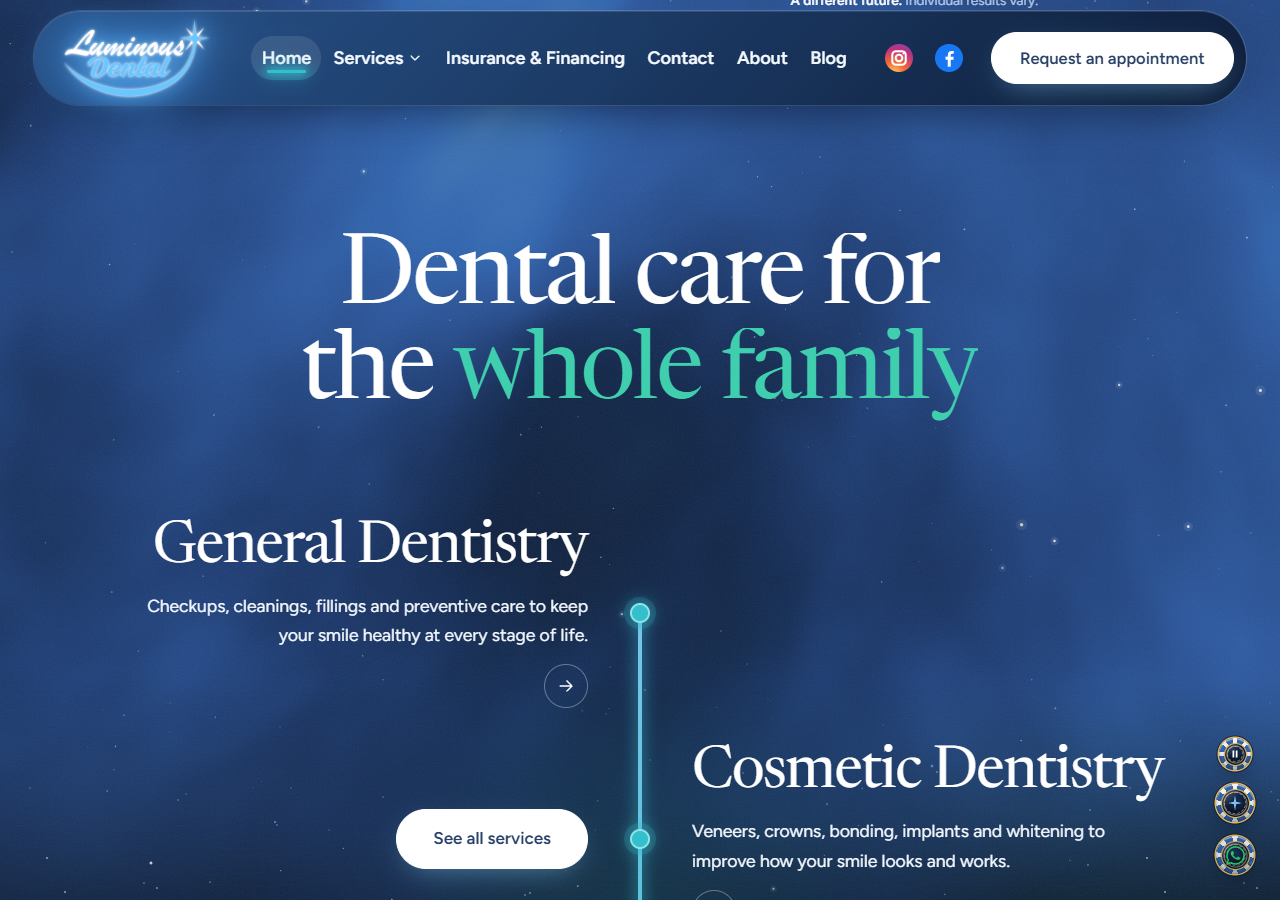 A different future. Individual results vary.
Luminous
Dental
Home
Services
Insurance & Financing
Contact
About
Blog
Request an appointment
Dental care for
the whole family
General Dentistry
Checkups, cleanings, fillings and preventive care to keep
your smile healthy at every stage of life.
Cosmetic Dentistry
Veneers, crowns, bonding, implants and whitening to
improve how your smile looks and works.
See all services